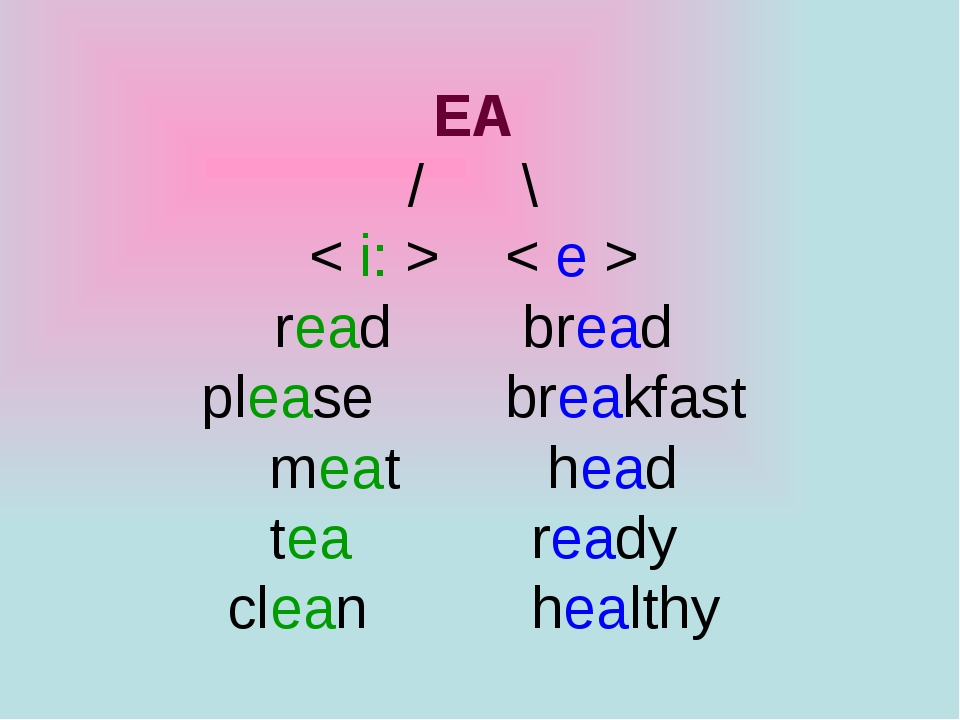 EA
/ \
< i: > < e >
read bread
please breakfast
meat head
tea ready
clean healthy